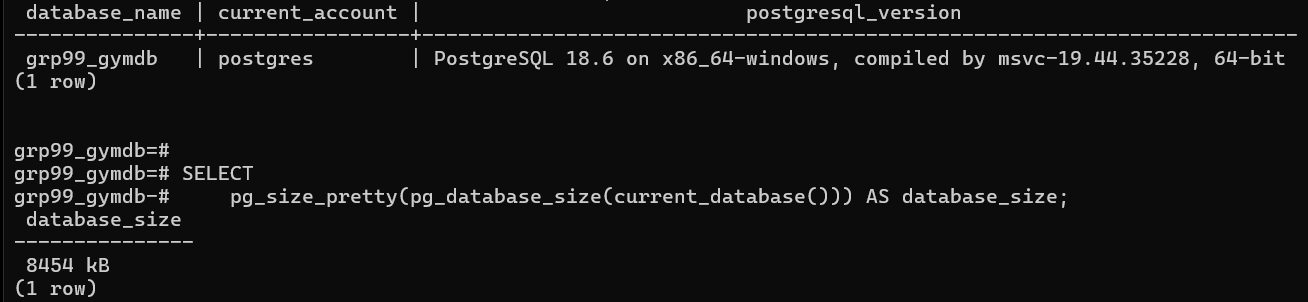 database_name | current_account |                           postgresql_version
---------------+-----------------+-------------------------------------------------------------------------
 grp99_gymdb   | postgres        | PostgreSQL 18.6 on x86_64-windows, compiled by msvc-19.44.35228, 64-bit
(1 row)
grp99_gymdb=#
grp99_gymdb=# SELECT
grp99_gymdb-#     pg_size_pretty(pg_database_size(current_database())) AS database_size;
 database_size
---------------
 8454 kB
(1 row)